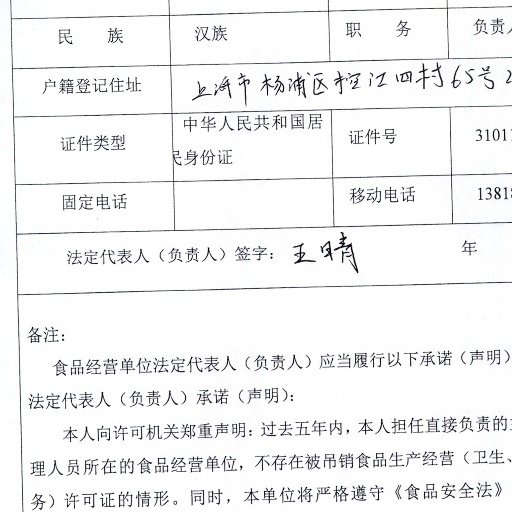 民 族 汉族 职 务 负责人
户籍登记住址 上海市杨浦区控江四村65号2
证件类型 中华人民共和国居 证件号 3101
民身份证
固定电话 移动电话 1381
法定代表人（负责人）签字： 王晴 年
备注：
食品经营单位法定代表人（负责人）应当履行以下承诺（声明）
法定代表人（负责人）承诺（声明）：
本人向许可机关郑重声明：过去五年内，本人担任直接负责的
理人员所在的食品经营单位，不存在被吊销食品生产经营（卫生、
务）许可证的情形。同时，本单位将严格遵守《食品安全法》